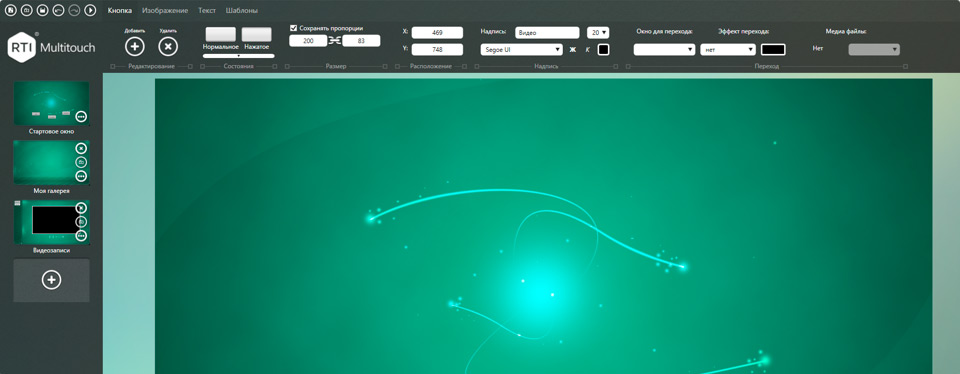 Кнопка Изображение Текст Шаблоны
RTI® Multitouch
Добавить Удалить
Редактирование
Нормальное Нажатое
Состояния
Сохранять пропорции
200 83
Размер
X: 469
Y: 748
Расположение
Надпись: Видео 20
Segoe UI Ж К
Надпись
Окно для перехода: Эффект перехода: Медиа файлы:
нет Нет
Переход
Стартовое окно
Моя галерея
Видеозаписи